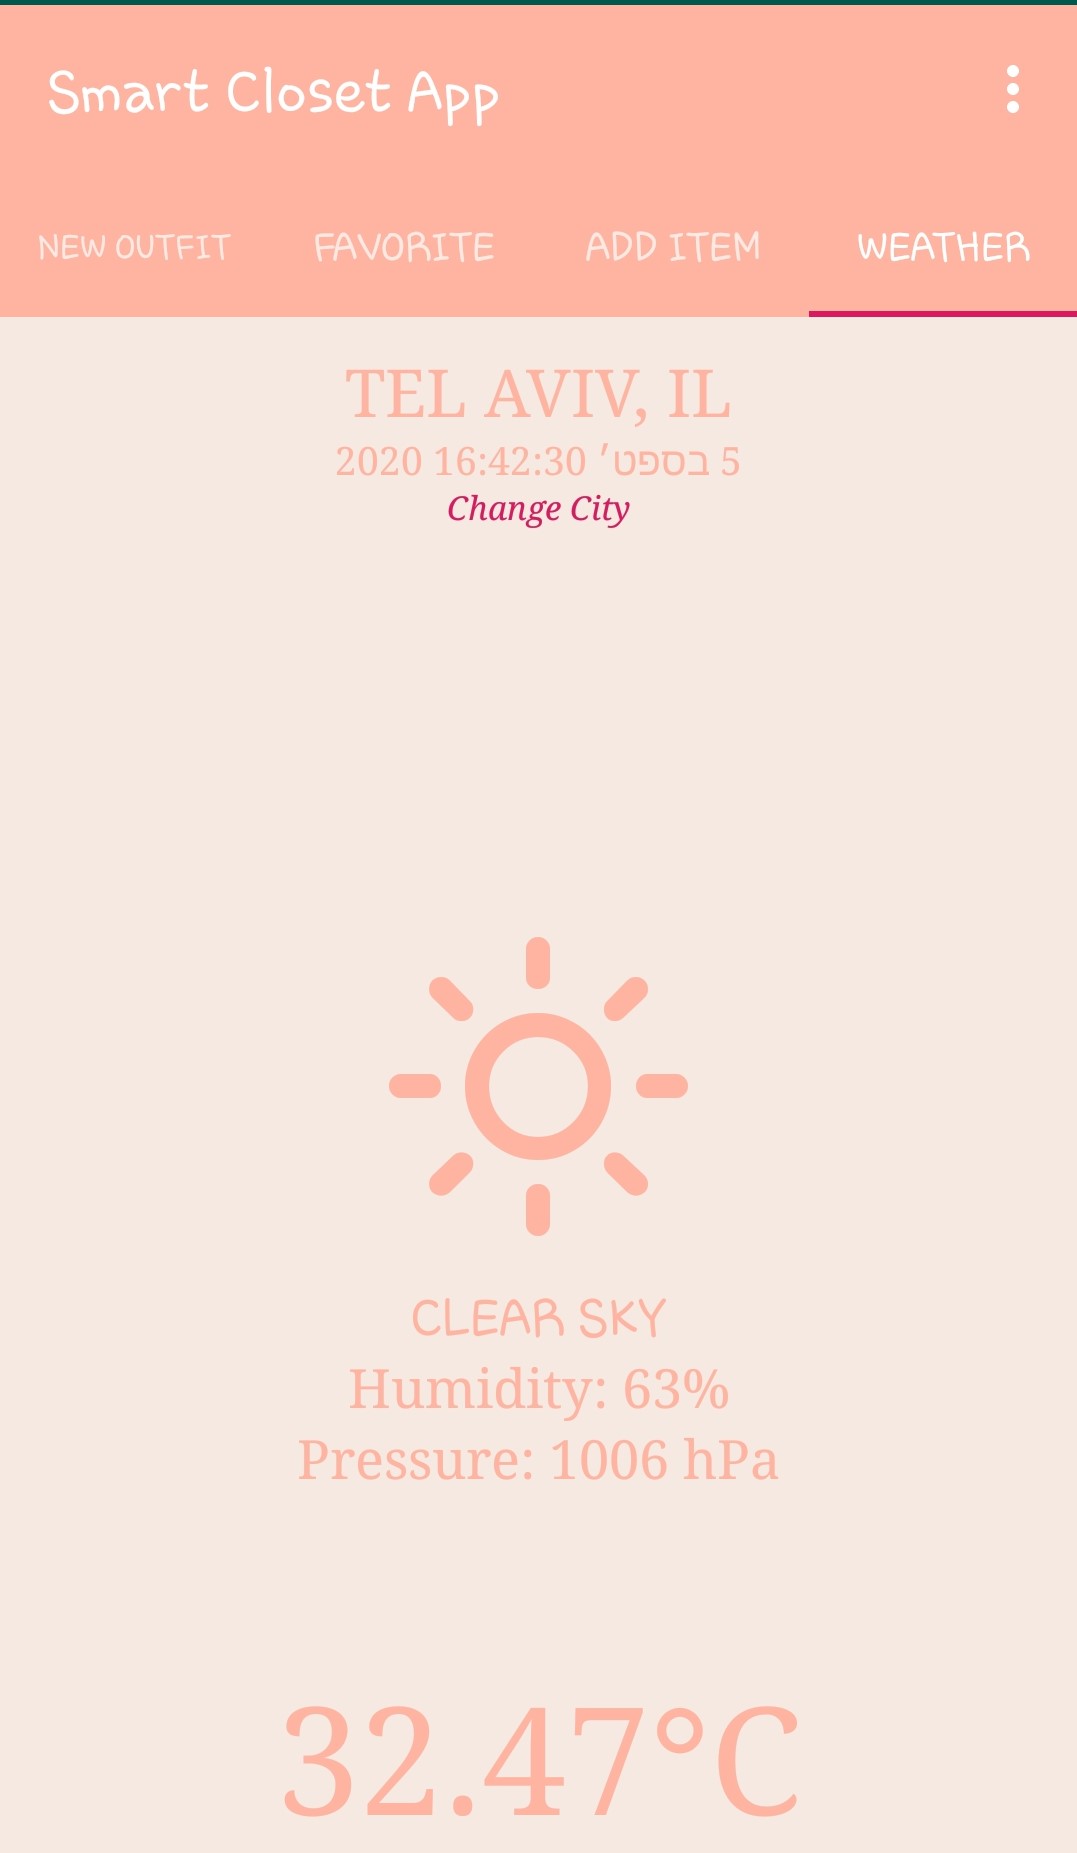 Smart Closet App
NEW OUTFIT
FAVORITE
ADD ITEM
WEATHER
TEL AVIV, IL
5 בספט׳ 2020 16:42:30
Change City
CLEAR SKY
Humidity: 63%
Pressure: 1006 hPa
32.47°C